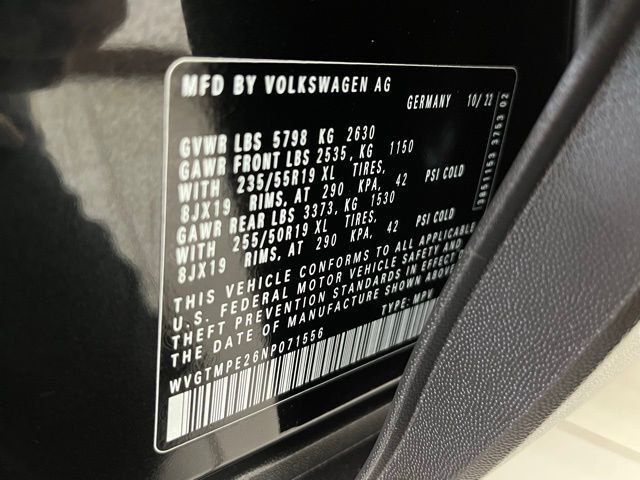 MFD BY VOLKSWAGEN AG
GERMANY 10/ 22
GVWR LBS 5798 KG 2630
GAWR FRONT LBS 2535, KG 1150
WITH 235/55R19 XL TIRES,
8JX19 RIMS, AT 290 KPA, 42 PSI COLD
GAWR REAR LBS 3373, KG 1530
WITH 255/50R19 XL TIRES,
8JX19 RIMS, AT 290 KPA, 42 PSI COLD
THIS VEHICLE CONFORMS TO ALL APPLICABLE
U.S. FEDERAL MOTOR VEHICLE SAFETY AND
THEFT PREVENTION STANDARDS IN EFFECT O
THE DATE OF MANUFACTURE SHOWN ABOVE
WVGTMPE26NP071556 TYPE: MPV